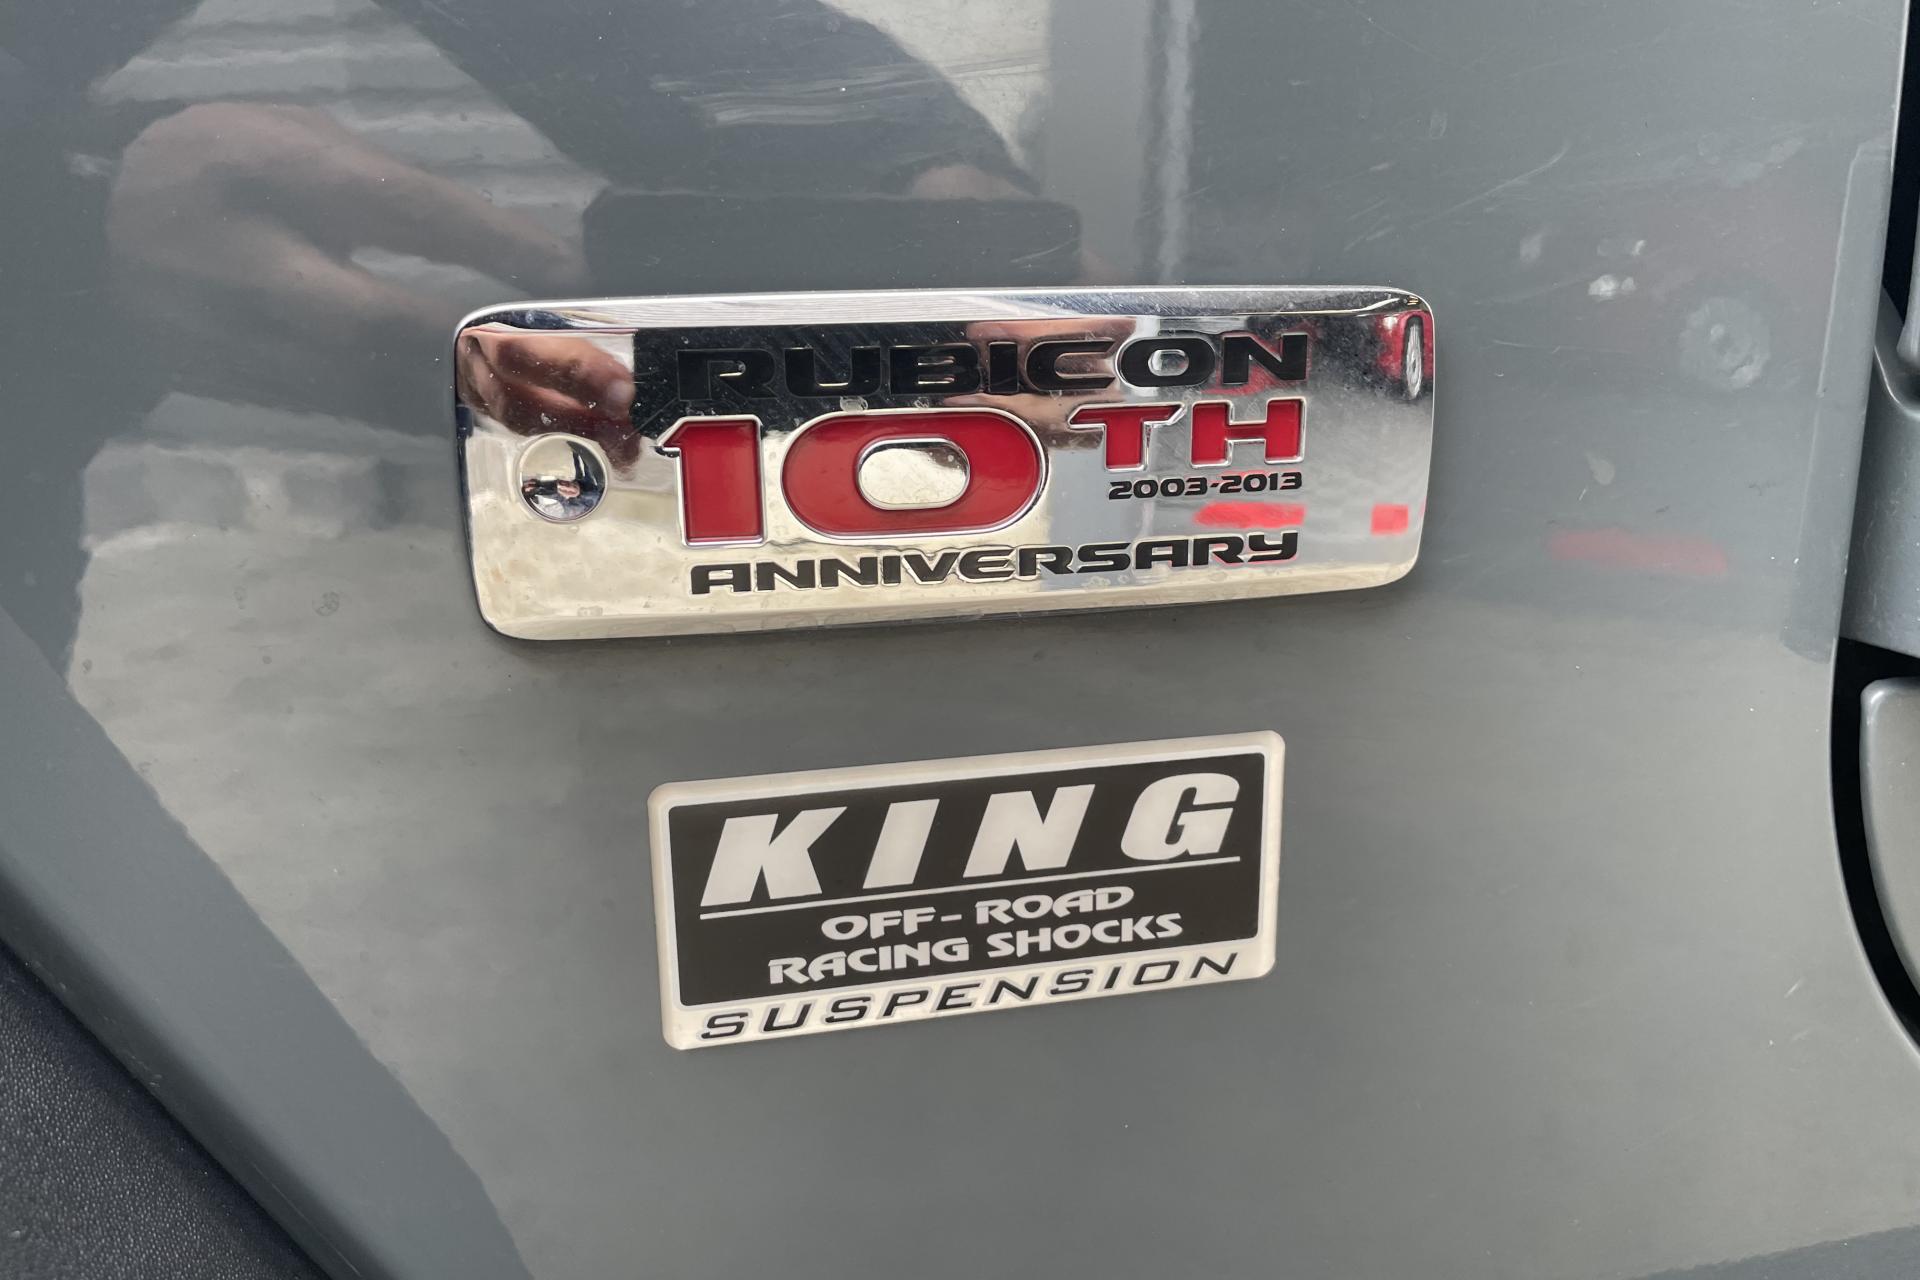 RUBICON
10TH
2003-2013
ANNIVERSARY
KING
OFF-ROAD
RACING SHOCKS
SUSPENSION